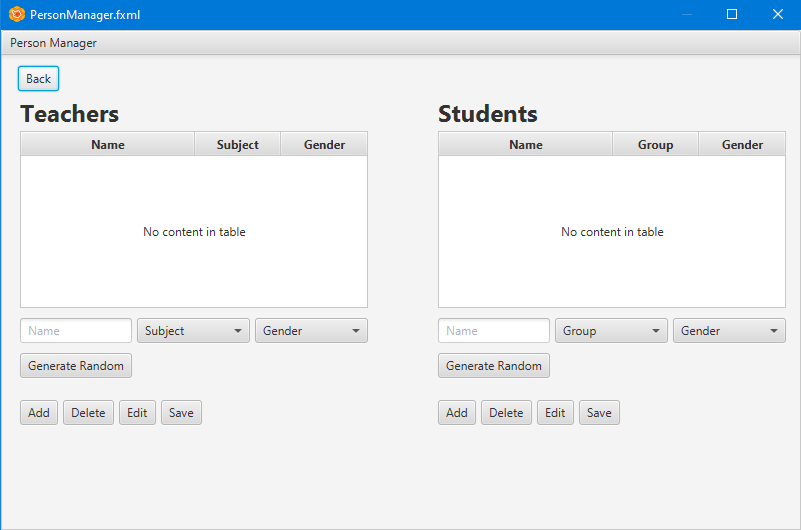 PersonManager.fxml
Person Manager
Back
Teachers
Name Subject Gender
No content in table
Name Subject Gender
Generate Random
Add Delete Edit Save
Students
Name Group Gender
No content in table
Name Group Gender
Generate Random
Add Delete Edit Save